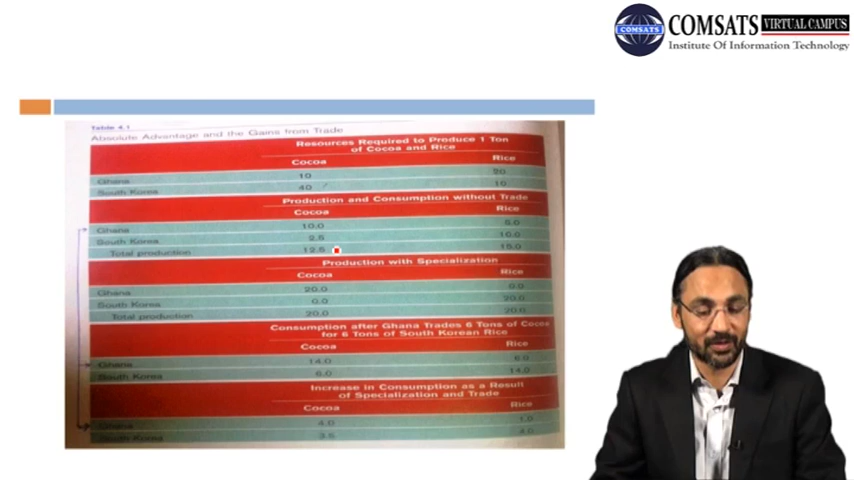 COMSATS VIRTUAL CAMPUS
COMSATS
Institute Of Information Technology
Table 4.1
Absolute Advantage and the Gains from Trade
Resources Required to Produce 1 Ton
of Cocoa and Rice
Cocoa Rice
Ghana 10 20
South Korea 40 10
Production and Consumption without Trade
Cocoa Rice
Ghana 10.0 5.0
South Korea 2.5 10.0
Total production 12.5 15.0
Production with Specialization
Cocoa Rice
Ghana 20.0 0.0
South Korea 0.0 20.0
Total production 20.0 20.0
Consumption after Ghana Trades 6 Tons of Cocoa
for 6 Tons of South Korean Rice
Cocoa Rice
Ghana 14.0 6.0
South Korea 6.0 14.0
Increase in Consumption as a Result
of Specialization and Trade
Cocoa Rice
Ghana 4.0 1.0
South Korea 3.5 4.0